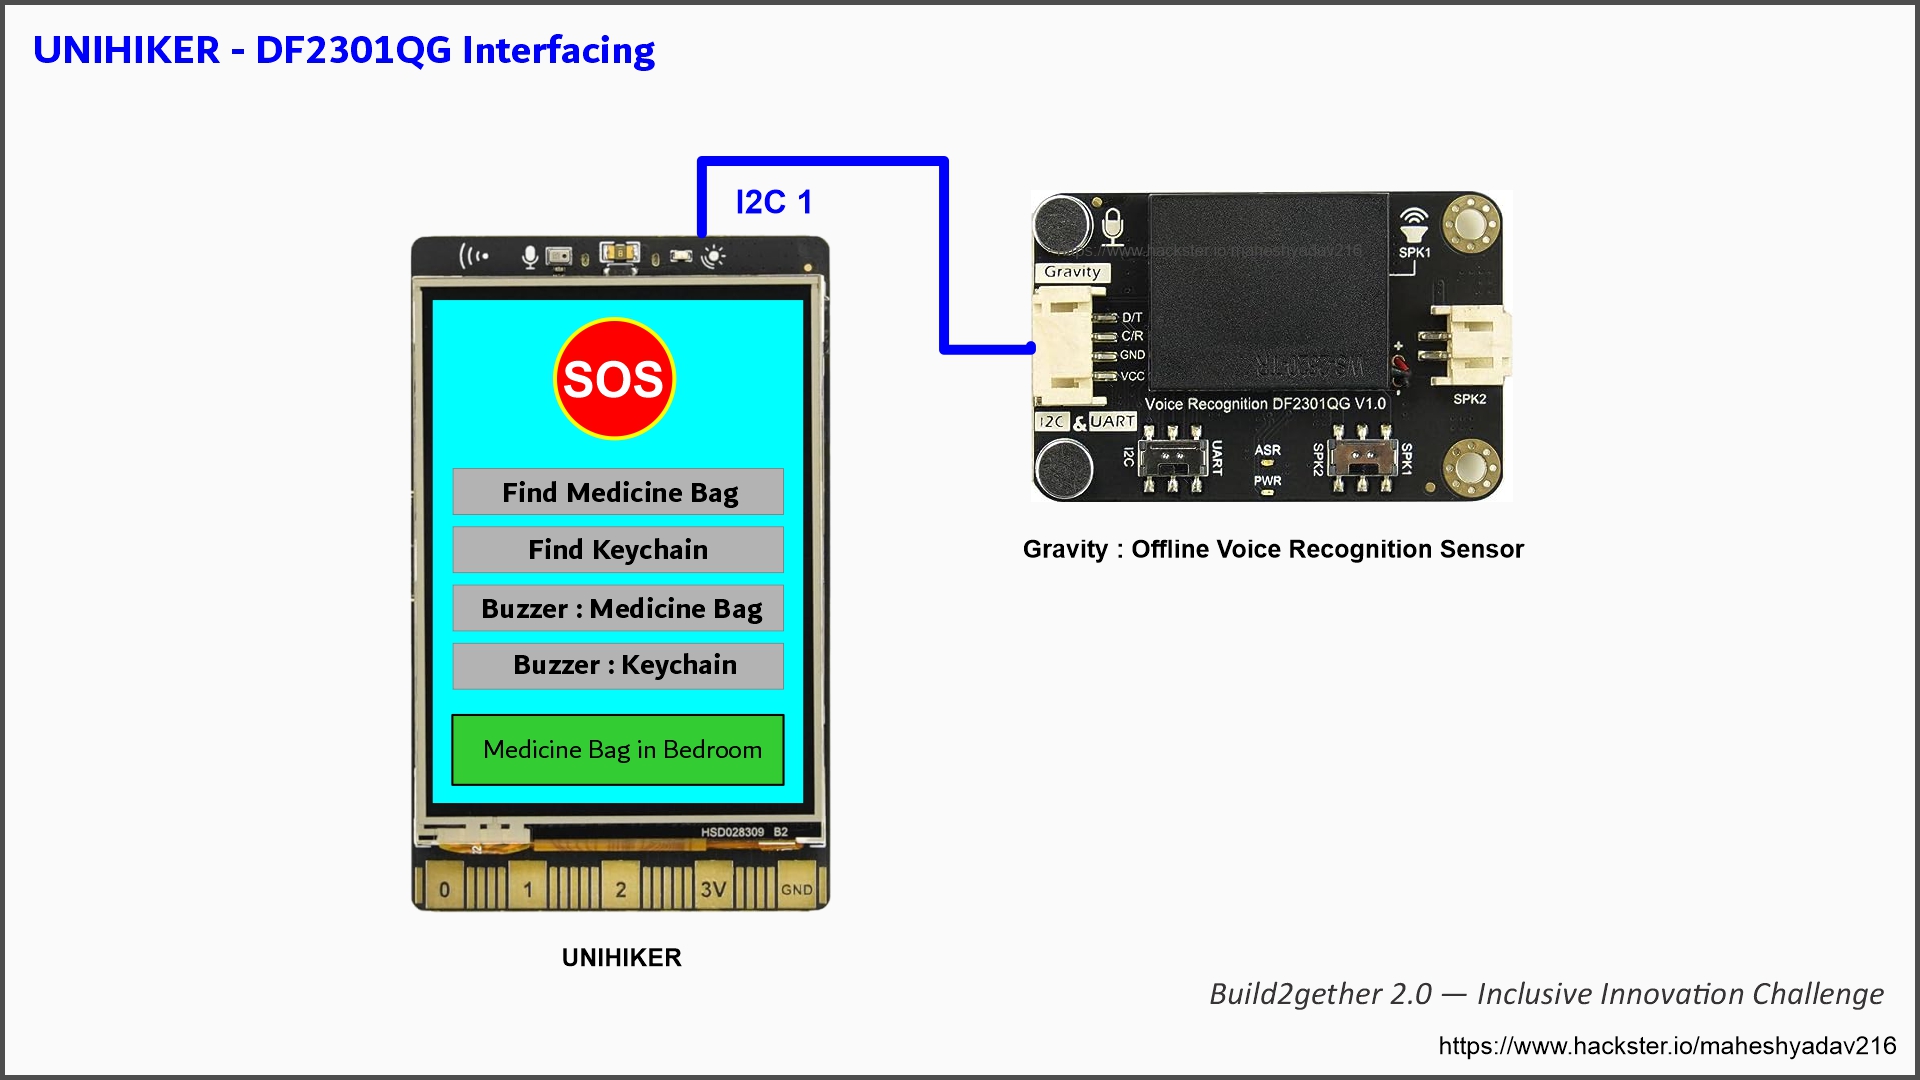 UNIHIKER - DF2301QG Interfacing
I2C 1
SOS
Find Medicine Bag
Find Keychain
Buzzer : Medicine Bag
Buzzer : Keychain
Medicine Bag in Bedroom
HSD028309 B2
0 1 2 3V GND
UNIHIKER
https://www.hackster.io/maheshyadav216
SPK1
Gravity
D/T
C/R
GND
VCC
+
-
SPK2
Voice Recognition DF2301QG V1.0
I2C & UART
I2C
UART
ASR
PWR
SPK2
SPK1
Gravity : Offline Voice Recognition Sensor
Build2gether 2.0 — Inclusive Innovation Challenge
https://www.hackster.io/maheshyadav216